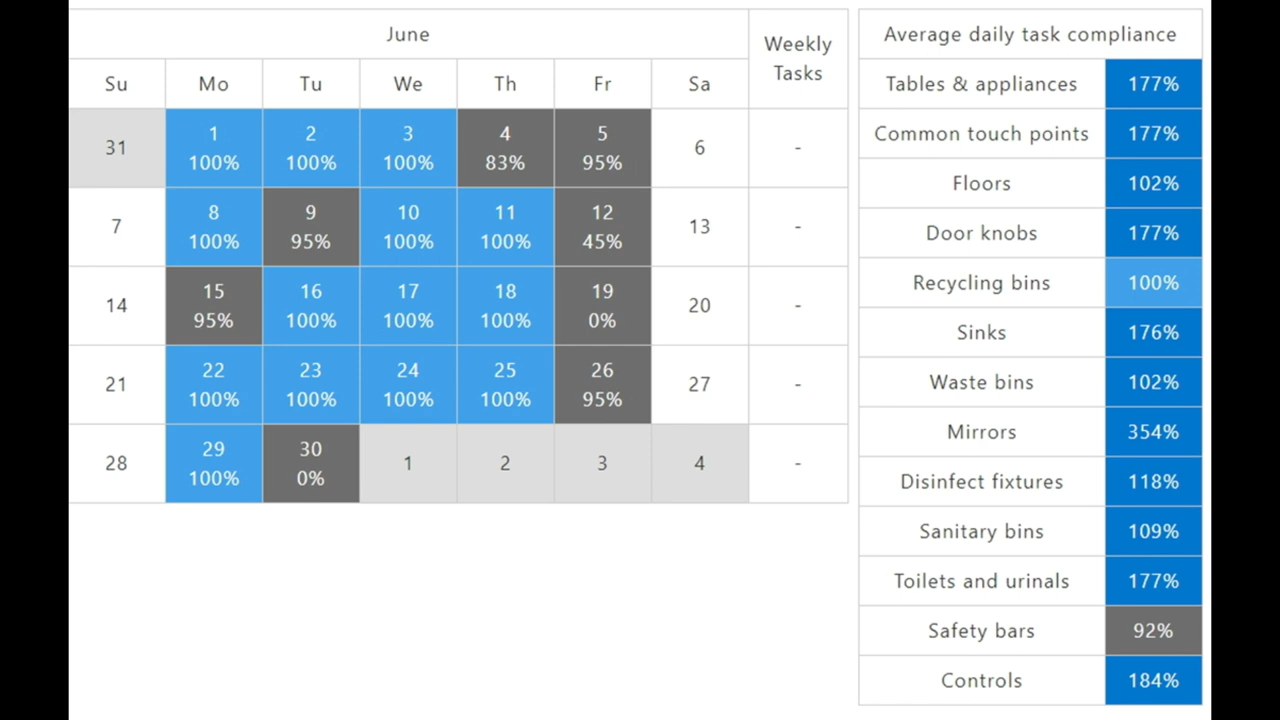 June
Weekly
Tasks
Su Mo Tu We Th Fr Sa
31 1 2 3 4 5 6 -
100% 100% 100% 83% 95%
7 8 9 10 11 12 13 -
100% 95% 100% 100% 45%
14 15 16 17 18 19 20 -
95% 100% 100% 100% 0%
21 22 23 24 25 26 27 -
100% 100% 100% 100% 95%
28 29 30 1 2 3 4 -
100% 0%
Average daily task compliance
Tables & appliances 177%
Common touch points 177%
Floors 102%
Door knobs 177%
Recycling bins 100%
Sinks 176%
Waste bins 102%
Mirrors 354%
Disinfect fixtures 118%
Sanitary bins 109%
Toilets and urinals 177%
Safety bars 92%
Controls 184%